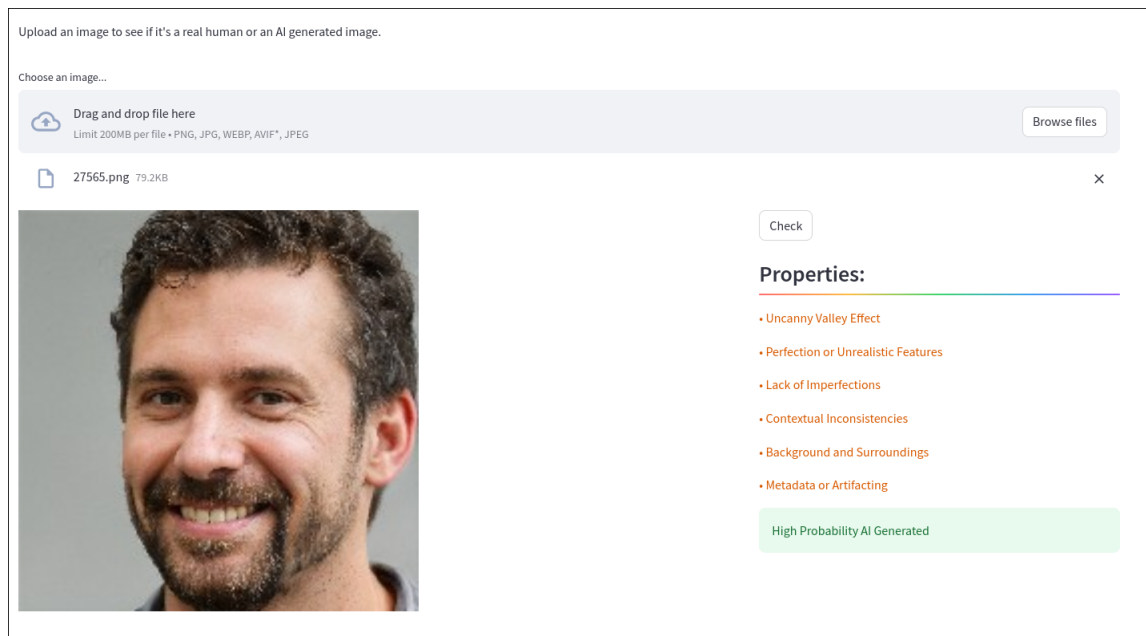 Upload an image to see if it's a real human or an AI generated image.
Choose an image...
Drag and drop file here
Limit 200MB per file • PNG, JPG, WEBP, AVIF*, JPEG
Browse files
27565.png 79.2KB
Check
Properties:
• Uncanny Valley Effect
• Perfection or Unrealistic Features
• Lack of Imperfections
• Contextual Inconsistencies
• Background and Surroundings
• Metadata or Artifacting
High Probability AI Generated